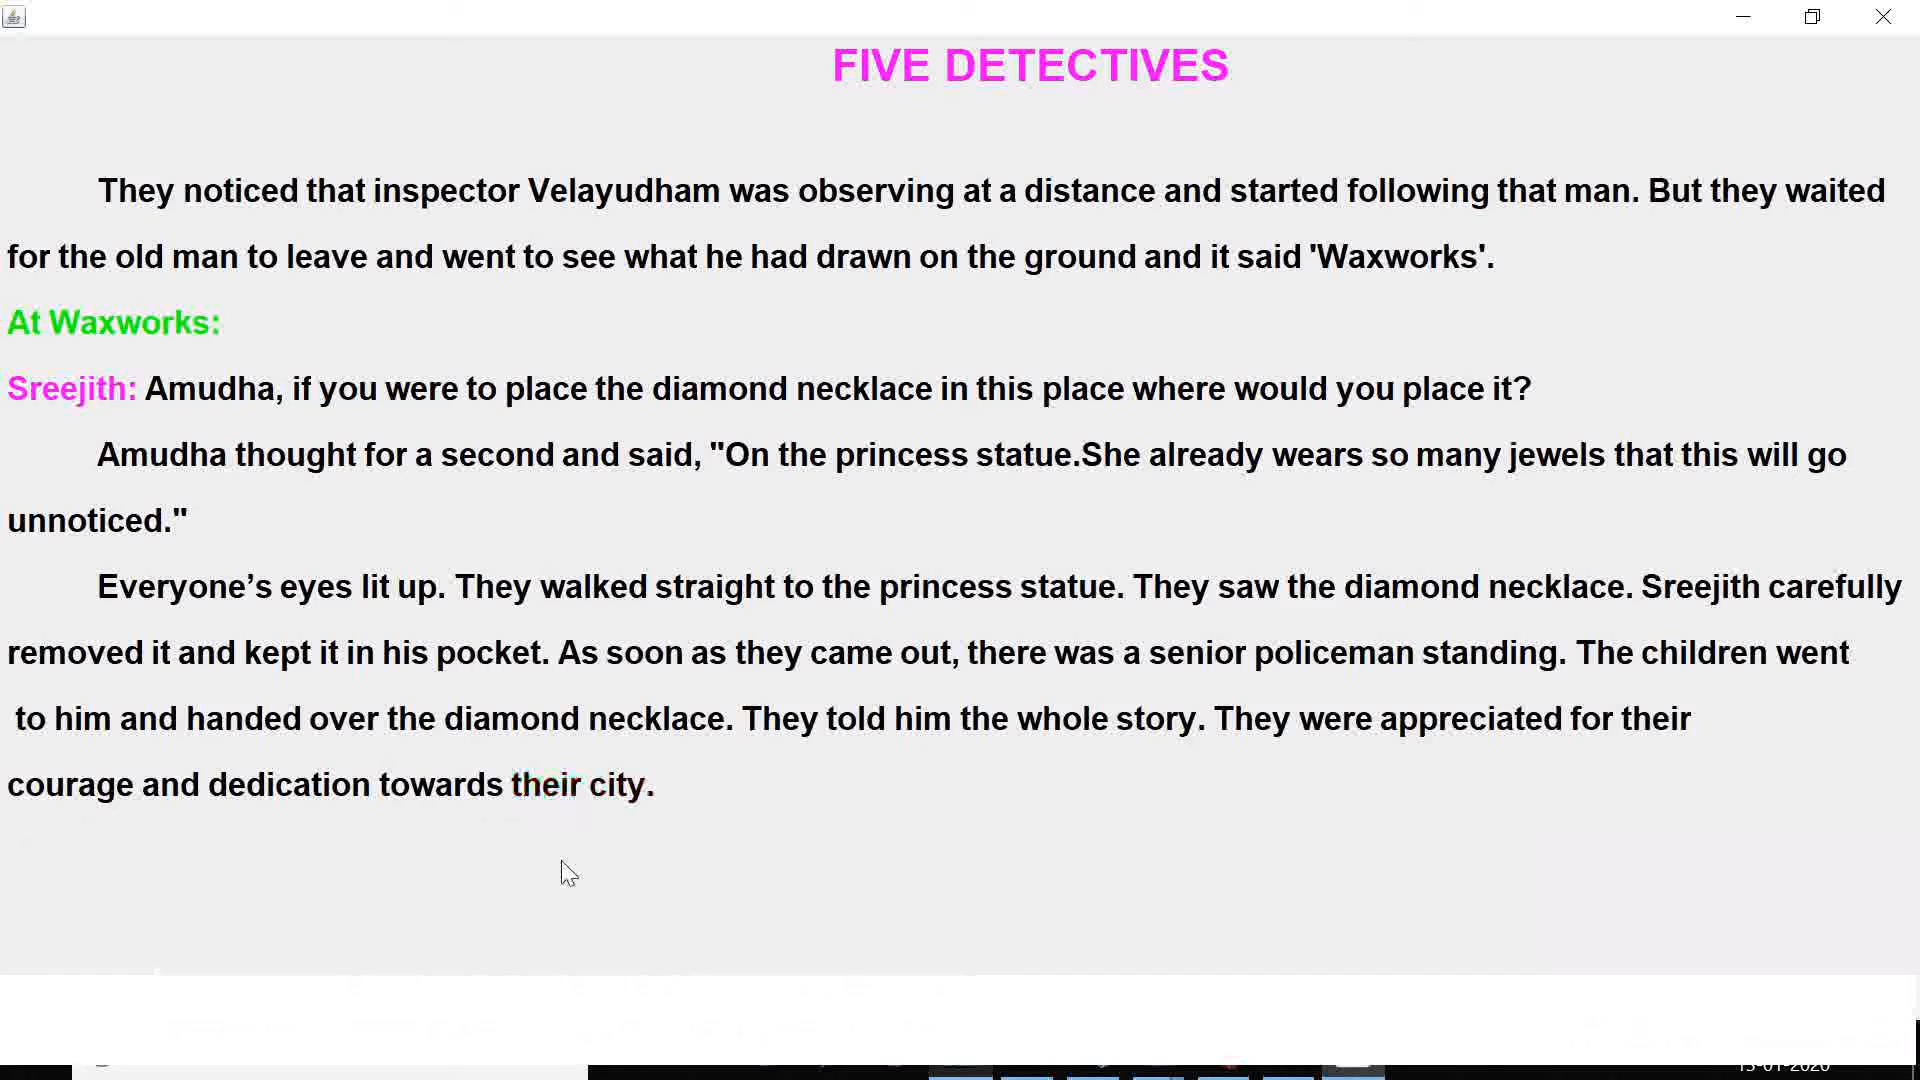 FIVE DETECTIVES
They noticed that inspector Velayudham was observing at a distance and started following that man. But they waited
for the old man to leave and went to see what he had drawn on the ground and it said 'Waxworks'.
At Waxworks:
Sreejith: Amudha, if you were to place the diamond necklace in this place where would you place it?
Amudha thought for a second and said, "On the princess statue.She already wears so many jewels that this will go
unnoticed."
Everyone’s eyes lit up. They walked straight to the princess statue. They saw the diamond necklace. Sreejith carefully
removed it and kept it in his pocket. As soon as they came out, there was a senior policeman standing. The children went
to him and handed over the diamond necklace. They told him the whole story. They were appreciated for their
courage and dedication towards their city.
13-01-2020